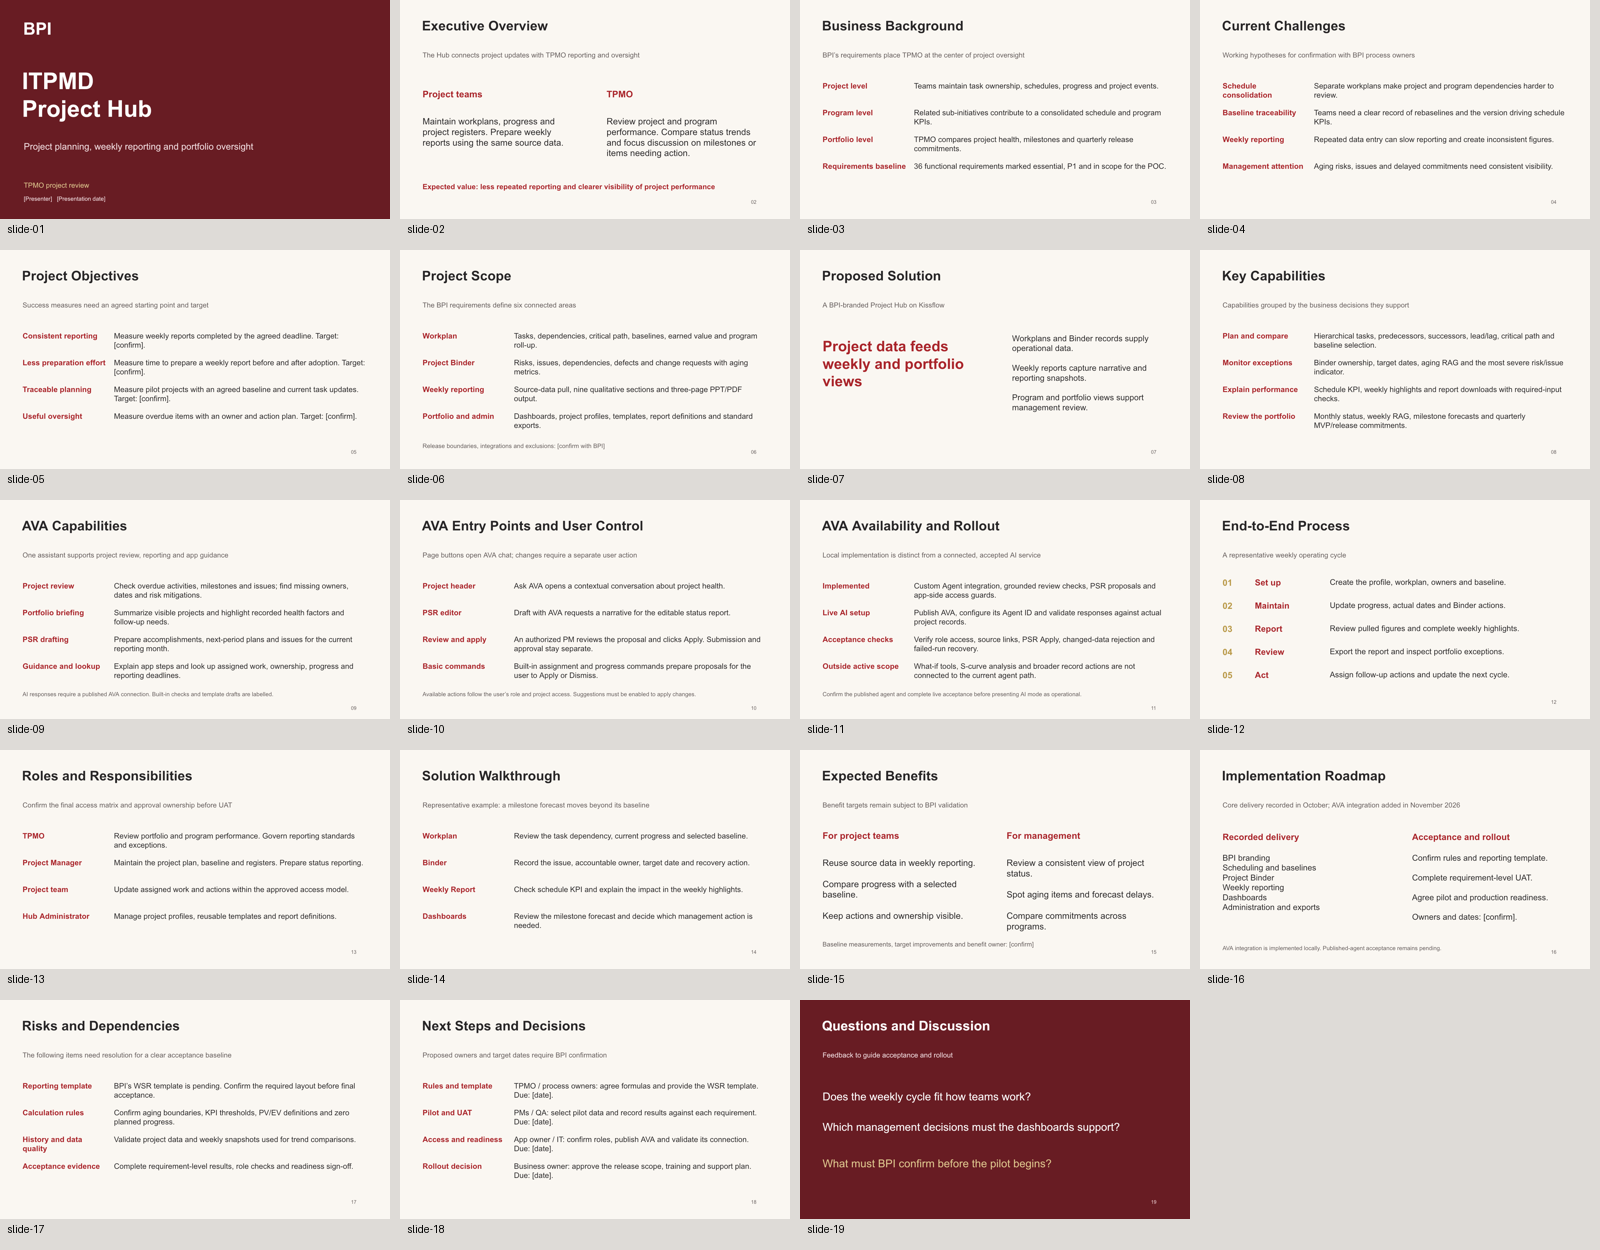 BPI
ITPMD
Project Hub
Project planning, weekly reporting and portfolio oversight
TPMO project review
[Presenter] [Presentation date]
slide-01
Executive Overview
The Hub connects project updates with TPMO reporting and oversight
Project teams
Maintain workplans, progress and
project registers. Prepare weekly
reports using the same source data.
TPMO
Review project and program
performance. Compare status trends
and focus discussion on milestones or
items needing action.
Expected value: less repeated reporting and clearer visibility of project performance
02
slide-02
Business Background
BPI's requirements place TPMO at the center of project oversight
Project level
Teams maintain task ownership, schedules, progress and project events.
Program level
Related sub-initiatives contribute to a consolidated schedule and program
KPIs.
Portfolio level
TPMO compares project health, milestones and quarterly release
commitments.
Requirements baseline
36 functional requirements marked essential, P1 and in scope for the POC.
03
slide-03
Current Challenges
Working hypotheses for confirmation with BPI process owners
Schedule
consolidation
Separate workplans make project and program dependencies harder to
review.
Baseline traceability
Teams need a clear record of rebaselines and the version driving schedule
KPIs.
Weekly reporting
Repeated data entry can slow reporting and create inconsistent figures.
Management attention
Aging risks, issues and delayed commitments need consistent visibility.
04
slide-04
Project Objectives
Success measures need an agreed starting point and target
Consistent reporting
Measure weekly reports completed by the agreed deadline. Target:
[confirm].
Less preparation effort
Measure time to prepare a weekly report before and after adoption. Target:
[confirm].
Traceable planning
Measure pilot projects with an agreed baseline and current task updates.
Target: [confirm].
Useful oversight
Measure overdue items with an owner and action plan. Target: [confirm].
05
slide-05
Project Scope
The BPI requirements define six connected areas
Workplan
Tasks, dependencies, critical path, baselines, earned value and program
roll-up.
Project Binder
Risks, issues, dependencies, defects and change requests with aging
metrics.
Weekly reporting
Source-data pull, nine qualitative sections and three-page PPT/PDF
output.
Portfolio and admin
Dashboards, project profiles, templates, report definitions and standard
exports.
Release boundaries, integrations and exclusions: [confirm with BPI]
06
slide-06
Proposed Solution
A BPI-branded Project Hub on Kissflow
Project data feeds
weekly and portfolio
views
Workplans and Binder records supply
operational data.
Weekly reports capture narrative and
reporting snapshots.
Program and portfolio views support
management review.
07
slide-07
Key Capabilities
Capabilities grouped by the business decisions they support
Plan and compare
Hierarchical tasks, predecessors, successors, lead/lag, critical path and
baseline selection.
Monitor exceptions
Binder ownership, target dates, aging RAG and the most severe risk/issue
indicator.
Explain performance
Schedule KPI, weekly highlights and report downloads with required-input
checks.
Review the portfolio
Monthly status, weekly RAG, milestone forecasts and quarterly
MVP/release commitments.
08
slide-08
AVA Capabilities
One assistant supports project review, reporting and app guidance
Project review
Check overdue activities, milestones and issues; find missing owners,
dates and risk mitigations.
Portfolio briefing
Summarize visible projects and highlight recorded health factors and
follow-up needs.
PSR drafting
Prepare accomplishments, next-period plans and issues for the current
reporting month.
Guidance and lookup
Explain app steps and look up assigned work, ownership, progress and
reporting deadlines.
AI responses require a published AVA connection. Built-in checks and template drafts are labelled.
09
slide-09
AVA Entry Points and User Control
Page buttons open AVA chat; changes require a separate user action
Project header
Ask AVA opens a contextual conversation about project health.
PSR editor
Draft with AVA requests a narrative for the editable status report.
Review and apply
An authorized PM reviews the proposal and clicks Apply. Submission and
approval stay separate.
Basic commands
Built-in assignment and progress commands prepare proposals for the
user to Apply or Dismiss.
Available actions follow the user's role and project access. Suggestions must be enabled to apply changes.
10
slide-10
AVA Availability and Rollout
Local implementation is distinct from a connected, accepted AI service
Implemented
Custom Agent integration, grounded review checks, PSR proposals and
app-side access guards.
Live AI setup
Publish AVA, configure its Agent ID and validate responses against actual
project records.
Acceptance checks
Verify role access, source links, PSR Apply, changed-data rejection and
failed-run recovery.
Outside active scope
What-if tools, S-curve analysis and broader record actions are not
connected to the current agent path.
Confirm the published agent and complete live acceptance before presenting AI mode as operational.
11
slide-11
End-to-End Process
A representative weekly operating cycle
01
Set up
Create the profile, workplan, owners and baseline.
02
Maintain
Update progress, actual dates and Binder actions.
03
Report
Review pulled figures and complete weekly highlights.
04
Review
Export the report and inspect portfolio exceptions.
05
Act
Assign follow-up actions and update the next cycle.
12
slide-12
Roles and Responsibilities
Confirm the final access matrix and approval ownership before UAT
TPMO
Review portfolio and program performance. Govern reporting standards
and exceptions.
Project Manager
Maintain the project plan, baseline and registers. Prepare status reporting.
Project team
Update assigned work and actions within the approved access model.
Hub Administrator
Manage project profiles, reusable templates and report definitions.
13
slide-13
Solution Walkthrough
Representative example: a milestone forecast moves beyond its baseline
Workplan
Review the task dependency, current progress and selected baseline.
Binder
Record the issue, accountable owner, target date and recovery action.
Weekly Report
Check schedule KPI and explain the impact in the weekly highlights.
Dashboards
Review the milestone forecast and decide which management action is
needed.
14
slide-14
Expected Benefits
Benefit targets remain subject to BPI validation
For project teams
Reuse source data in weekly reporting.
Compare progress with a selected
baseline.
Keep actions and ownership visible.
For management
Review a consistent view of project
status.
Spot aging items and forecast delays.
Compare commitments across
programs.
Baseline measurements, target improvements and benefit owner: [confirm]
15
slide-15
Implementation Roadmap
Core delivery recorded in October; AVA integration added in November 2026
Recorded delivery
BPI branding
Scheduling and baselines
Project Binder
Weekly reporting
Dashboards
Administration and exports
Acceptance and rollout
Confirm rules and reporting template.
Complete requirement-level UAT.
Agree pilot and production readiness.
Owners and dates: [confirm].
AVA integration is implemented locally. Published-agent acceptance remains pending.
16
slide-16
Risks and Dependencies
The following items need resolution for a clear acceptance baseline
Reporting template
BPI's WSR template is pending. Confirm the required layout before final
acceptance.
Calculation rules
Confirm aging boundaries, KPI thresholds, PV/EV definitions and zero
planned progress.
History and data
quality
Validate project data and weekly snapshots used for trend comparisons.
Acceptance evidence
Complete requirement-level results, role checks and readiness sign-off.
17
slide-17
Next Steps and Decisions
Proposed owners and target dates require BPI confirmation
Rules and template
TPMO / process owners: agree formulas and provide the WSR template.
Due: [date].
Pilot and UAT
PMs / QA: select pilot data and record results against each requirement.
Due: [date].
Access and readiness
App owner / IT: confirm roles, publish AVA and validate its connection.
Due: [date].
Rollout decision
Business owner: approve the release scope, training and support plan.
Due: [date].
18
slide-18
Questions and Discussion
Feedback to guide acceptance and rollout
Does the weekly cycle fit how teams work?
Which management decisions must the dashboards support?
What must BPI confirm before the pilot begins?
19
slide-19